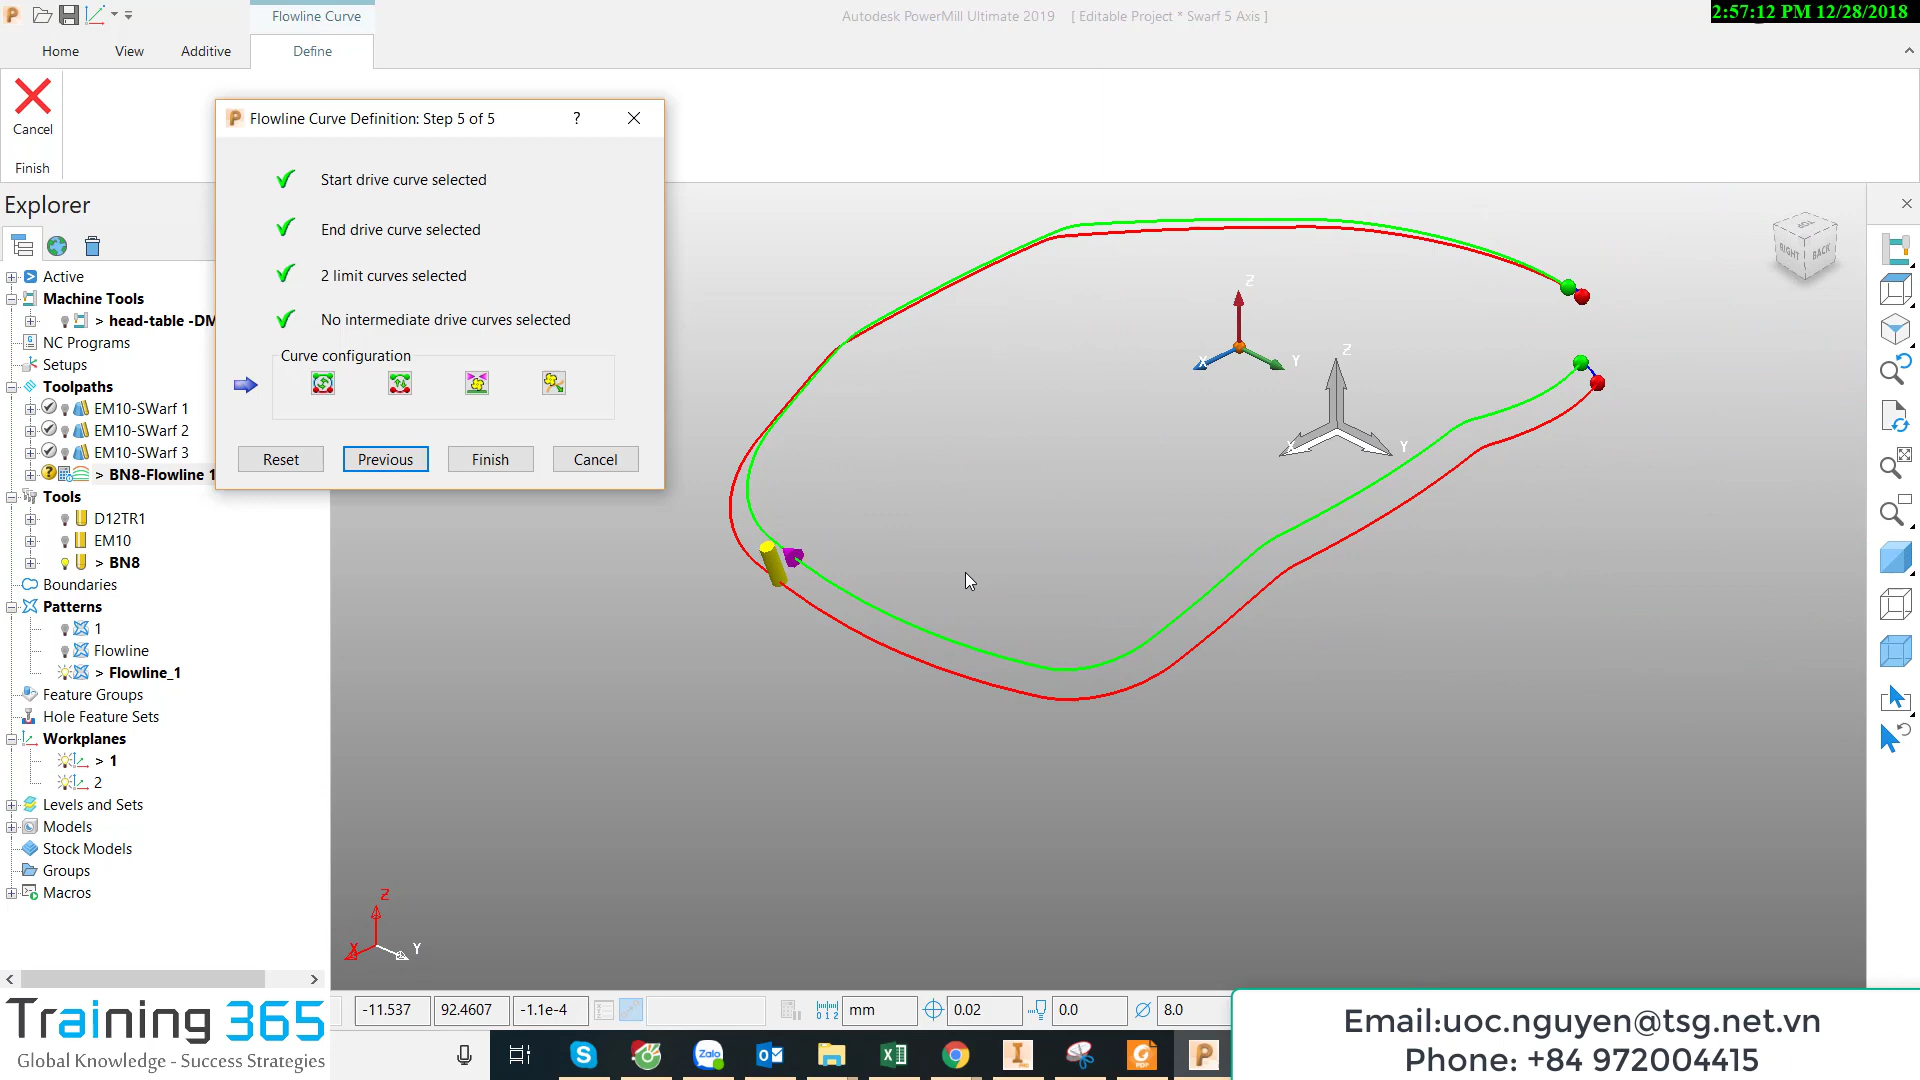 Flowline Curve
Autodesk PowerMill Ultimate 2019 [ Editable Project * Swarf 5 Axis ]
2:57:12 PM 12/28/2018
Home
View
Additive
Define
Cancel
Finish
Flowline Curve Definition: Step 5 of 5
?
Start drive curve selected
End drive curve selected
2 limit curves selected
No intermediate drive curves selected
Curve configuration
Reset
Previous
Finish
Cancel
Explorer
Active
Machine Tools
> head-table -DM
NC Programs
Setups
Toolpaths
EM10-SWarf 1
EM10-SWarf 2
EM10-SWarf 3
> BN8-Flowline 1
Tools
D12TR1
EM10
> BN8
Boundaries
Patterns
1
Flowline
> Flowline_1
Feature Groups
Hole Feature Sets
Workplanes
> 1
2
Levels and Sets
Models
Stock Models
Groups
Macros
Z
X
Y
Z
X
Y
RIGHT
BACK
Z
X
Y
-11.537
92.4607
-1.1e-4
mm
0.02
0.0
8.0
Training 365
Global Knowledge - Success Strategies
Zalo
Email:uoc.nguyen@tsg.net.vn
Phone: +84 972004415